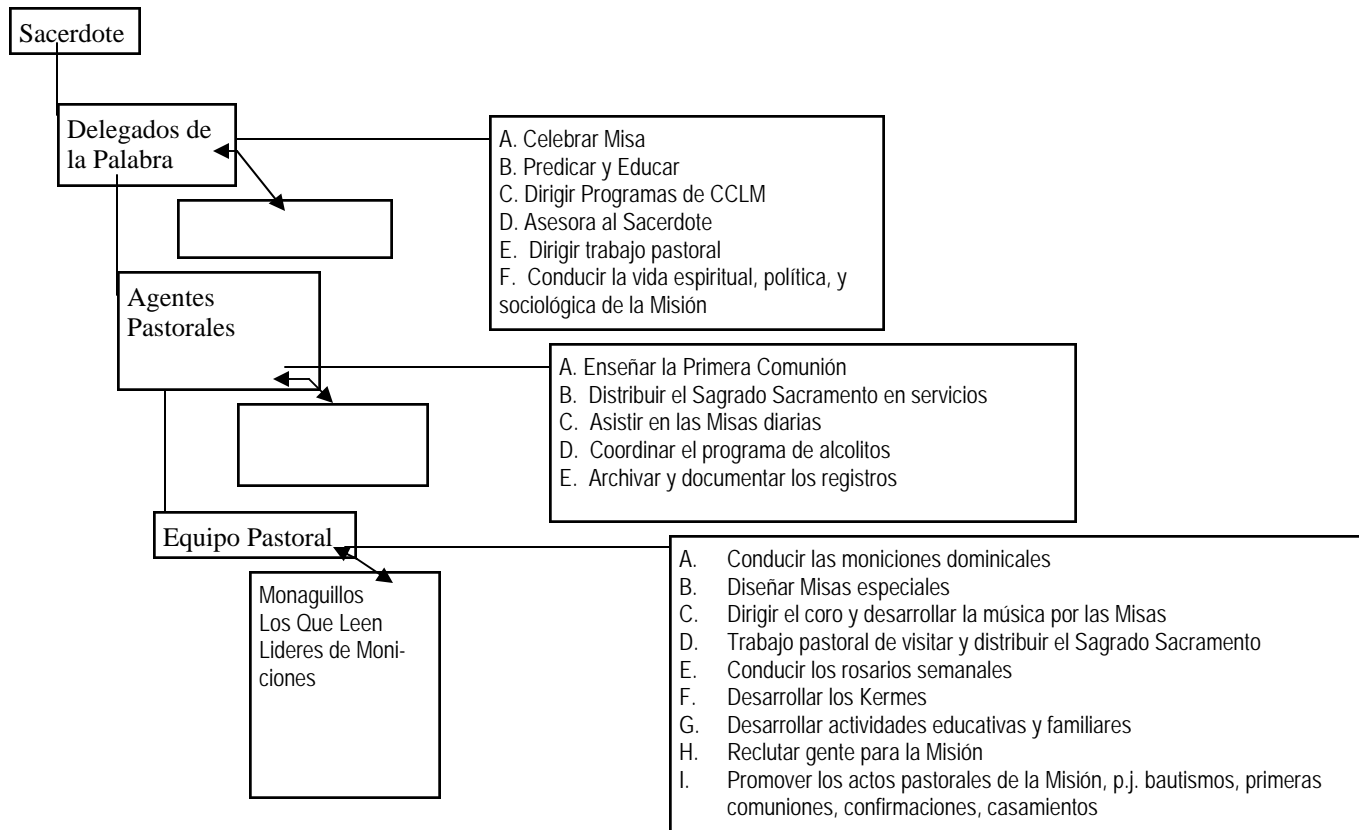 Sacerdote
Delegados de
la Palabra
A. Celebrar Misa
B. Predicar y Educar
C. Dirigir Programas de CCLM
D. Asesora al Sacerdote
E. Dirigir trabajo pastoral
F. Conducir la vida espiritual, política, y
sociológica de la Misión
Agentes
Pastorales
A. Enseñar la Primera Comunión
B. Distribuir el Sagrado Sacramento en servicios
C. Asistir en las Misas diarias
D. Coordinar el programa de alcolitos
E. Archivar y documentar los registros
Equipo Pastoral
Monaguillos
Los Que Leen
Lideres de Moni-
ciones
A. Conducir las moniciones dominicales
B. Diseñar Misas especiales
C. Dirigir el coro y desarrollar la música por las Misas
D. Trabajo pastoral de visitar y distribuir el Sagrado Sacramento
E. Conducir los rosarios semanales
F. Desarrollar los Kermes
G. Desarrollar actividades educativas y familiares
H. Reclutar gente para la Misión
I. Promover los actos pastorales de la Misión, p.j. bautismos, primeras
comuniones, confirmaciones, casamientos